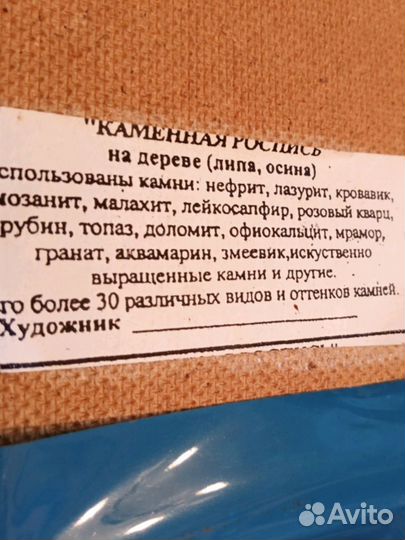 "КАМЕННАЯ РОСПИСЬ
на дереве (липа, осина)
спользованы камни: нефрит, лазурит, кровавик,
мозанит, малахит, лейкосапфир, розовый кварц,
рубин, топаз, доломит, офиокальцит, мрамор,
гранат, аквамарин, змеевик,искуственно
выращенные камни и другие.
го более 30 различных видов и оттенков камней.
Художник
Avito